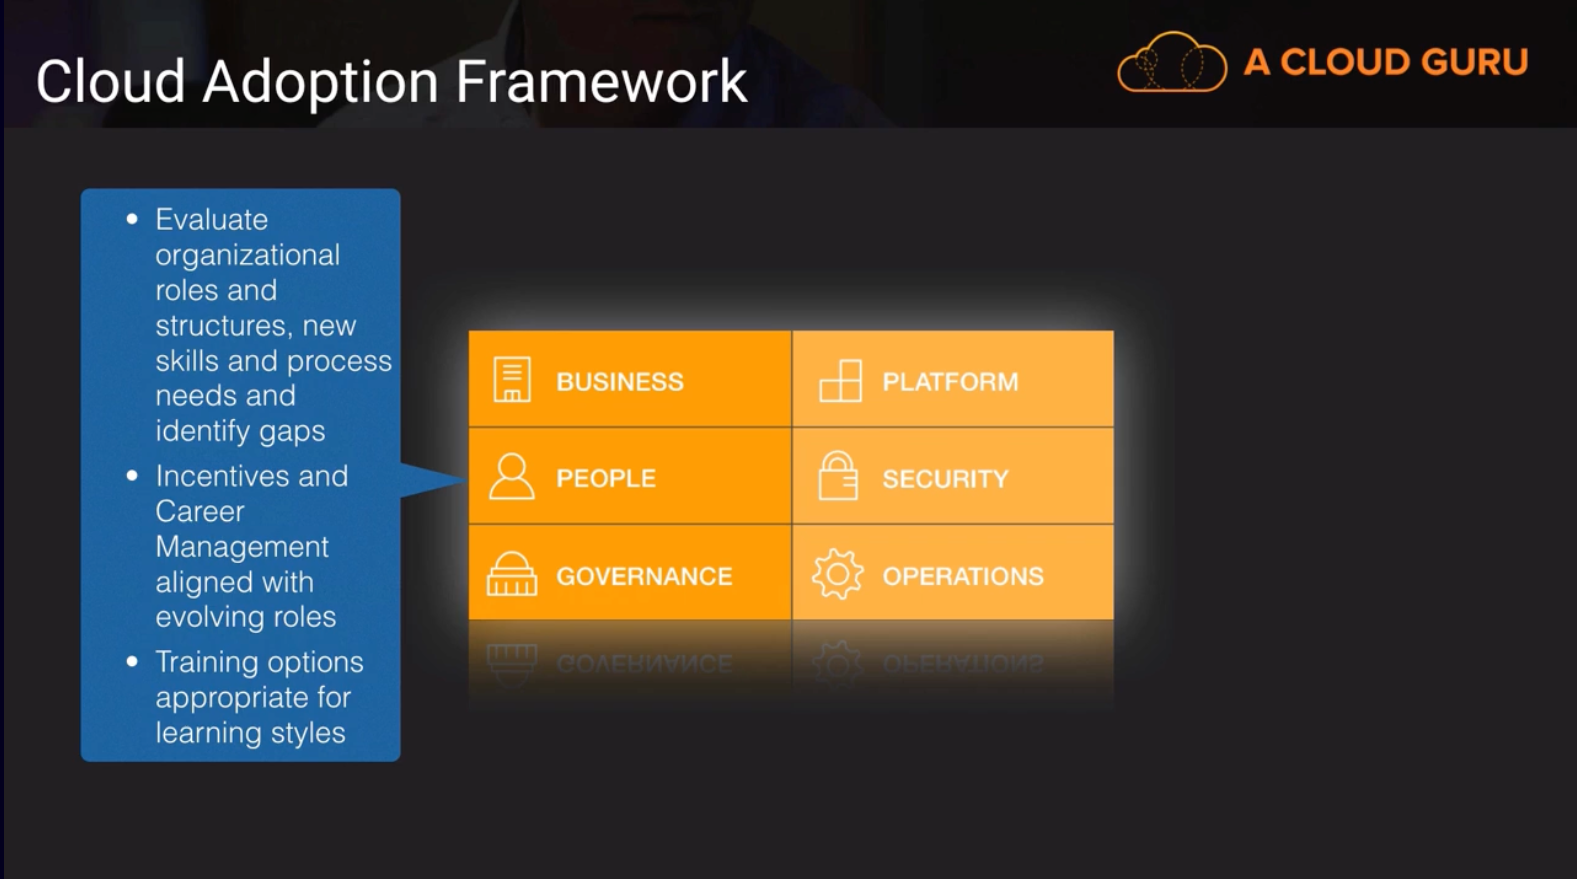 Cloud Adoption Framework
A CLOUD GURU
• Evaluate
organizational
roles and
structures, new
skills and process
needs and
identify gaps
• Incentives and
Career
Management
aligned with
evolving roles
• Training options
appropriate for
learning styles
BUSINESS
PLATFORM
PEOPLE
SECURITY
GOVERNANCE
OPERATIONS
GOVERNANCE
OPERATIONS